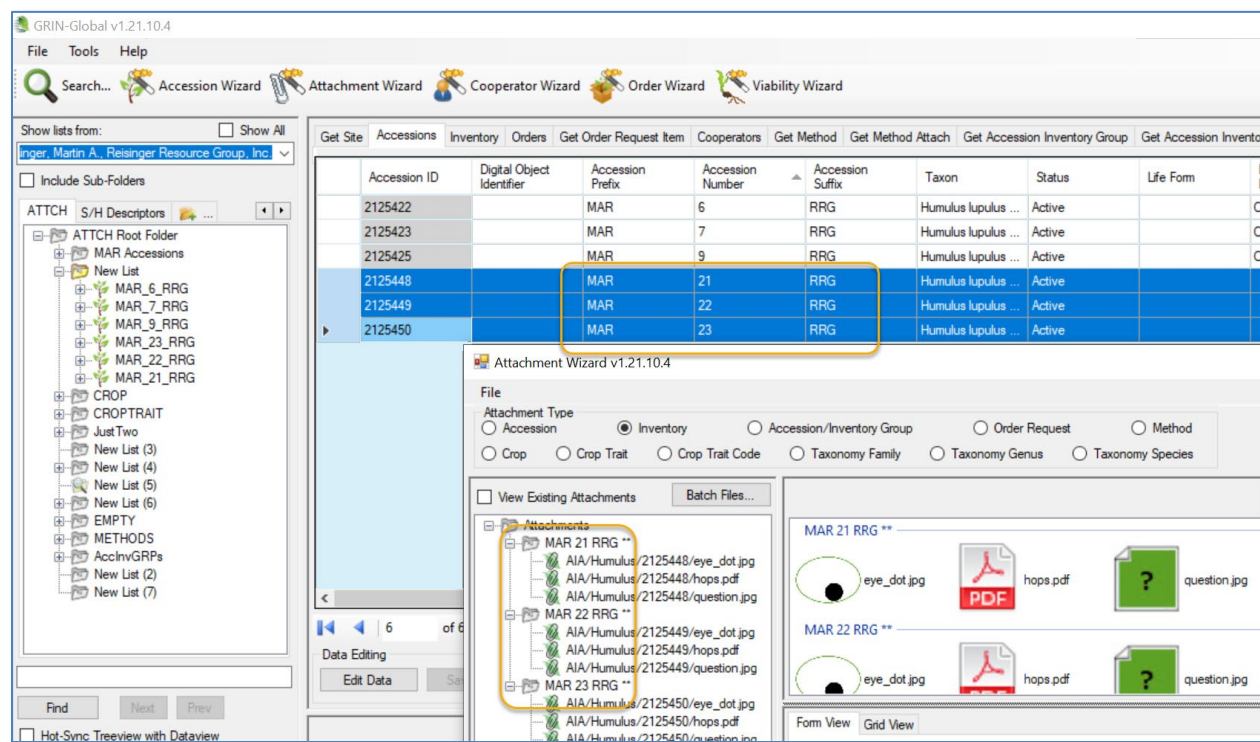 GRIN-Global v1.21.10.4
File Tools Help
Search... Accession Wizard Attachment Wizard Cooperator Wizard Order Wizard Viability Wizard
Show lists from: Show All
inger, Martin A., Reisinger Resource Group, Inc.
Include Sub-Folders
ATTCH S/H Descriptors ...
ATTCH Root Folder
MAR Accessions
New List
MAR_6_RRG
MAR_7_RRG
MAR_9_RRG
MAR_23_RRG
MAR_22_RRG
MAR_21_RRG
CROP
CROPTRAIT
JustTwo
New List (3)
New List (4)
New List (5)
New List (6)
EMPTY
METHODS
AccInvGRPs
New List (2)
New List (7)
Find Next Prev
Hot-Sync Treeview with Dataview
Get Site Accessions Inventory Orders Get Order Request Item Cooperators Get Method Get Method Attach Get Accession Inventory Group Get Accession Invento
Accession ID Digital Object Identifier Accession Prefix Accession Number Accession Suffix Taxon Status Life Form
2125422 MAR 6 RRG Humulus lupulus ... Active
2125423 MAR 7 RRG Humulus lupulus ... Active
2125425 MAR 9 RRG Humulus lupulus ... Active
2125448 MAR 21 RRG Humulus lupulus ... Active
2125449 MAR 22 RRG Humulus lupulus ... Active
2125450 MAR 23 RRG Humulus lupulus ... Active
6 of 6
Data Editing
Edit Data
Attachment Wizard v1.21.10.4
File
Attachment Type
Accession Inventory Accession/Inventory Group Order Request Method
Crop Crop Trait Crop Trait Code Taxonomy Family Taxonomy Genus Taxonomy Species
View Existing Attachments Batch Files...
Attachments
MAR 21 RRG **
AIA/Humulus/2125448/eye_dot.jpg
AIA/Humulus/2125448/hops.pdf
AIA/Humulus/2125448/question.jpg
MAR 22 RRG **
AIA/Humulus/2125449/eye_dot.jpg
AIA/Humulus/2125449/hops.pdf
AIA/Humulus/2125449/question.jpg
MAR 23 RRG **
AIA/Humulus/2125450/eye_dot.jpg
AIA/Humulus/2125450/hops.pdf
AIA/Humulus/2125450/question.jpg
MAR 21 RRG **
eye_dot.jpg PDF hops.pdf ? question.jpg
MAR 22 RRG **
eye_dot.jpg hops.pdf ? question.jpg
Form View Grid View